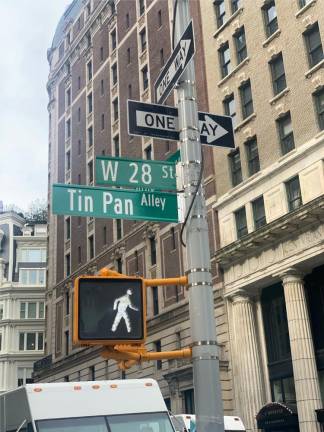 ONE WAY
ONE WAY
W 28 St
Tin Pan Alley